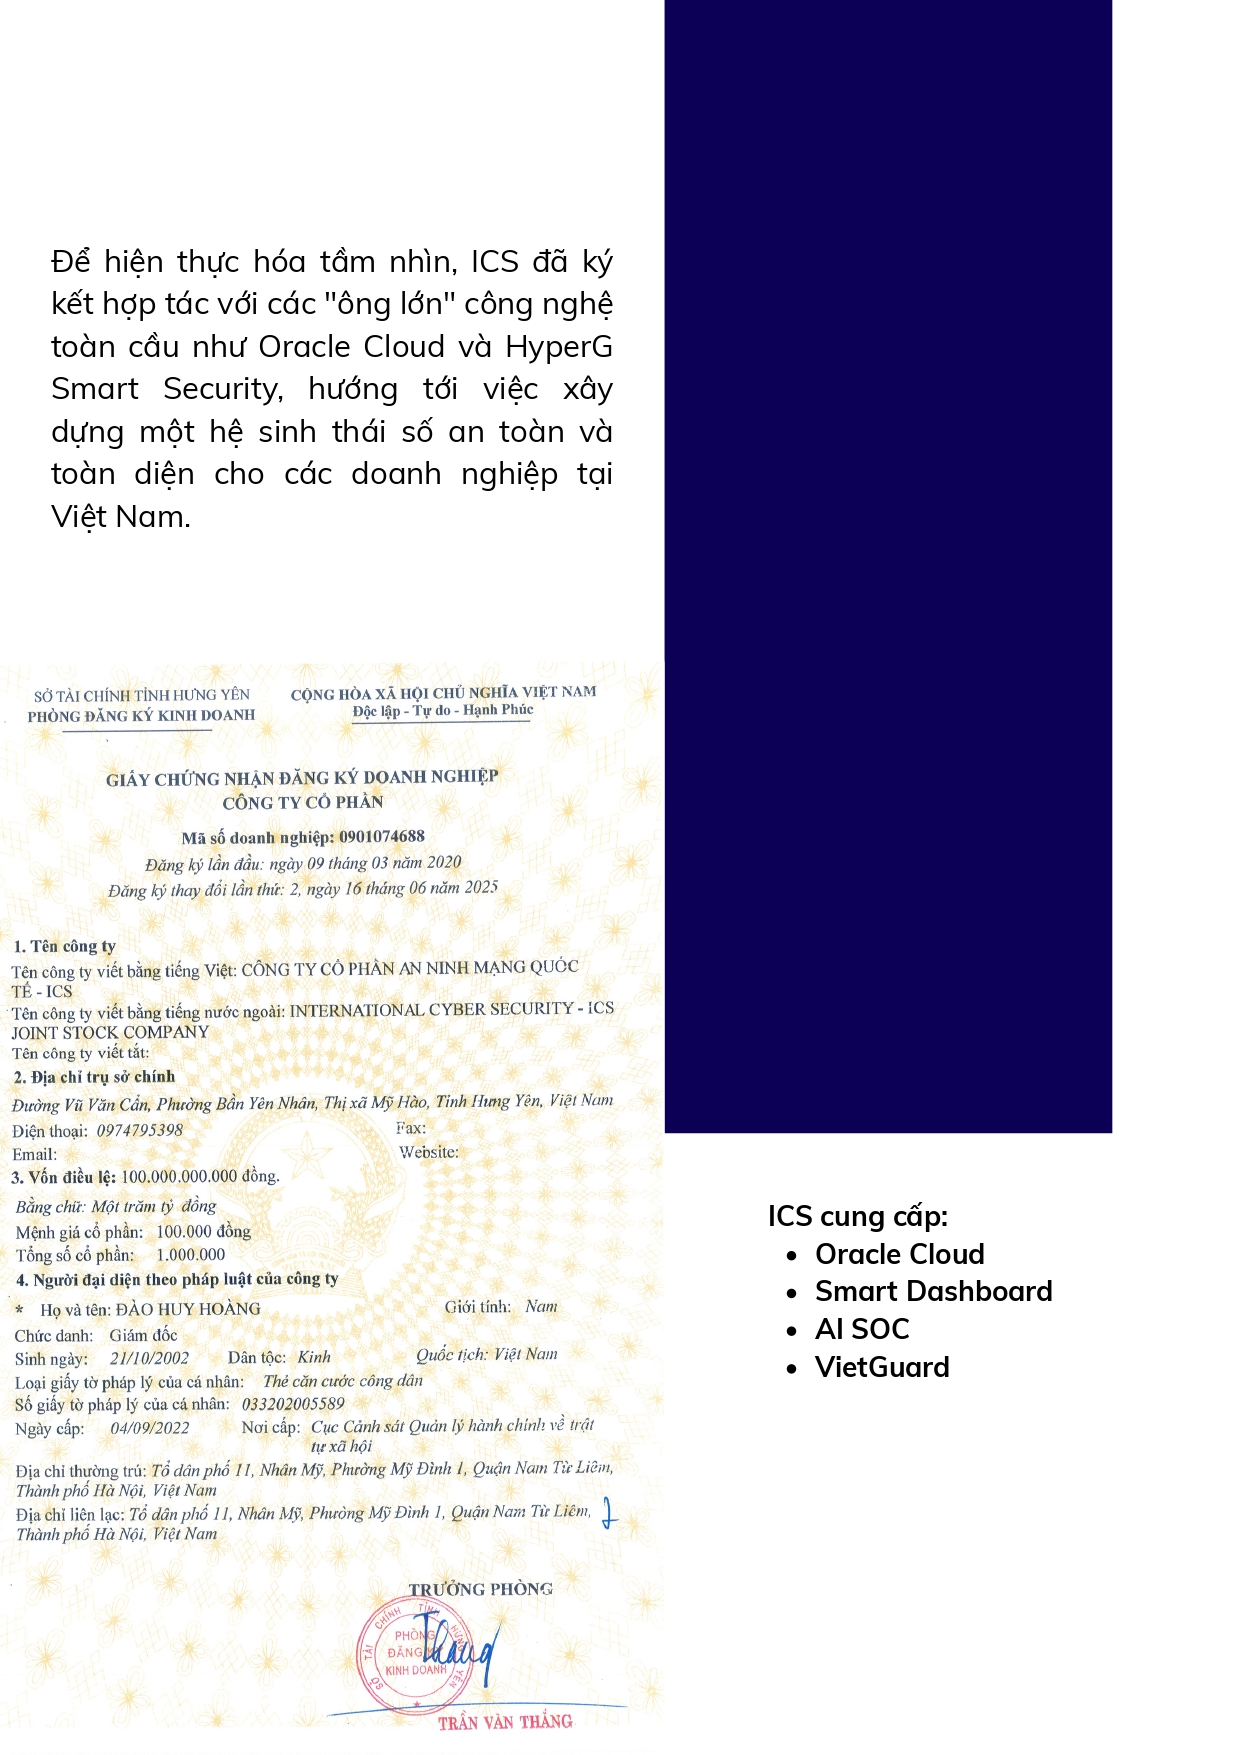 Để hiện thực hóa tầm nhìn, ICS đã ký
kết hợp tác với các "ông lớn" công nghệ
toàn cầu như Oracle Cloud và HyperG
Smart Security, hướng tới việc xây
dựng một hệ sinh thái số an toàn và
toàn diện cho các doanh nghiệp tại
Việt Nam.
SỞ TÀI CHÍNH TỈNH HƯNG YÊN
PHÒNG ĐĂNG KÝ KINH DOANH
CỘNG HÒA XÃ HỘI CHỦ NGHĨA VIỆT NAM
Độc lập - Tự do - Hạnh Phúc
GIẤY CHỨNG NHẬN ĐĂNG KÝ DOANH NGHIỆP
CÔNG TY CỔ PHẦN
Mã số doanh nghiệp: 0901074688
Đăng ký lần đầu: ngày 09 tháng 03 năm 2020
Đăng ký thay đổi lần thứ: 2, ngày 16 tháng 06 năm 2025
1. Tên công ty
Tên công ty viết bằng tiếng Việt: CÔNG TY CỔ PHẦN AN NINH MẠNG QUỐC
TẾ - ICS
Tên công ty viết bằng tiếng nước ngoài: INTERNATIONAL CYBER SECURITY - ICS
JOINT STOCK COMPANY
Tên công ty viết tắt:
2. Địa chỉ trụ sở chính
Đường Vũ Văn Cẩn, Phường Bần Yên Nhân, Thị xã Mỹ Hào, Tỉnh Hưng Yên, Việt Nam
Điện thoại: 0974795398 Fax:
Email: Website:
3. Vốn điều lệ: 100.000.000.000 đồng.
Bằng chữ: Một trăm tỷ đồng
Mệnh giá cổ phần: 100.000 đồng
Tổng số cổ phần: 1.000.000
4. Người đại diện theo pháp luật của công ty
* Họ và tên: ĐÀO HUY HOÀNG Giới tính: Nam
Chức danh: Giám đốc
Sinh ngày: 21/10/2002 Dân tộc: Kinh Quốc tịch: Việt Nam
Loại giấy tờ pháp lý của cá nhân: Thẻ căn cước công dân
Số giấy tờ pháp lý của cá nhân: 033202005589
Ngày cấp: 04/09/2022 Nơi cấp: Cục Cảnh sát Quản lý hành chính về trật
tự xã hội
Địa chỉ thường trú: Tổ dân phố 11, Nhân Mỹ, Phường Mỹ Đình 1, Quận Nam Từ Liêm,
Thành phố Hà Nội, Việt Nam
Địa chỉ liên lạc: Tổ dân phố 11, Nhân Mỹ, Phường Mỹ Đình 1, Quận Nam Từ Liêm,
Thành phố Hà Nội, Việt Nam
TRƯỞNG PHÒNG
SỞ TÀI CHÍNH TỈNH HƯNG YÊN
PHÒNG
ĐĂNG KÝ
KINH DOANH
TRẦN VĂN THẮNG
ICS cung cấp:
• Oracle Cloud
• Smart Dashboard
• AI SOC
• VietGuard